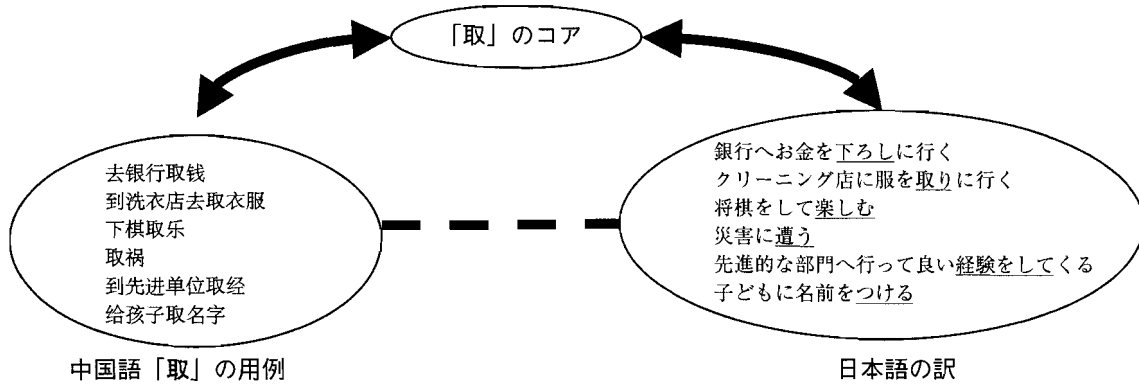 「取」のコア
去银行取钱
到洗衣店去取衣服
下棋取乐
取祸
到先进单位取经
给孩子取名字
中国語「取」の用例
銀行へお金を下ろしに行く
クリーニング店に服を取りに行く
将棋をして楽しむ
災害に遭う
先進的な部門へ行って良い経験をしてくる
子どもに名前をつける
日本語の訳